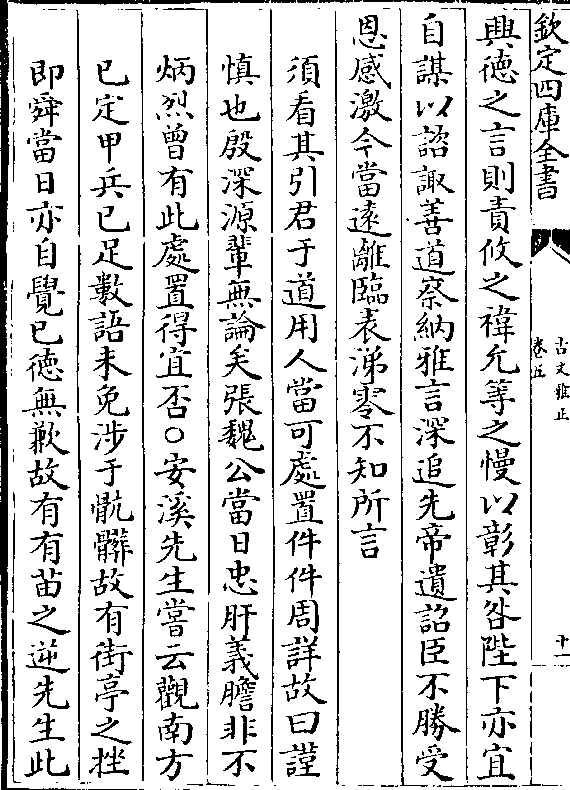 欽定四庫全書
古文雅正
卷五
十一
興徳之言則責攸之禕允等之慢以彰其咎陛下亦宜
自謀以諮諏善道察納雅言深追先帝遺詔臣不勝受
恩感激今當遠離臨表涕零不知所言
須看其引君于道用人當可處置件件周詳故曰謹
慎也殷深源輩無論矣張魏公當日忠肝義膽非不
炳烈曾有此處置得宜否○安溪先生嘗云觀南方
已定甲兵已足數語未免涉于骯髒故有街亭之挫
即舜當日亦自覺已徳無歉故有有苗之逆先生此